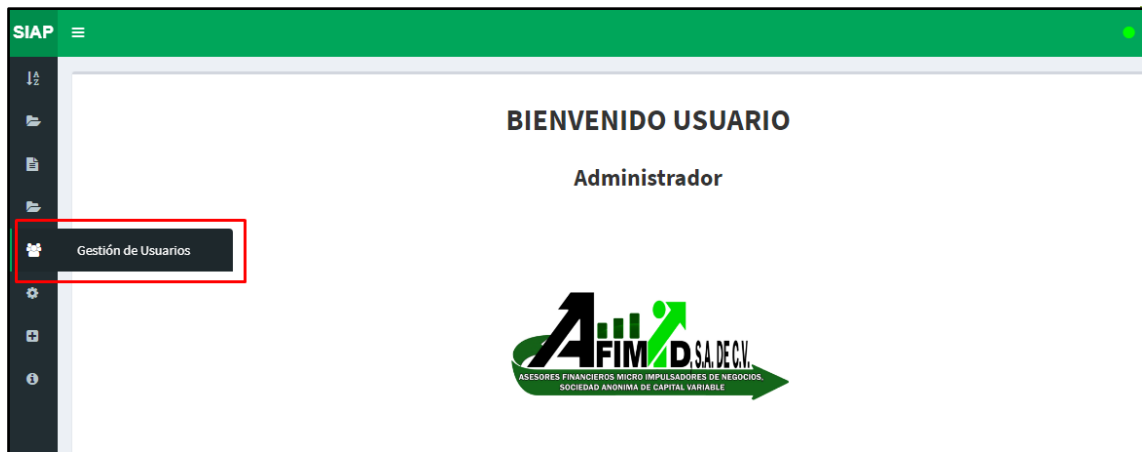 SIAP
BIENVENIDO USUARIO
Administrador
Gestión de Usuarios
AFIMID, S.A. DE C.V.
ASESORES FINANCIEROS MICRO IMPULSADORES DE NEGOCIOS.
SOCIEDAD ANONIMA DE CAPITAL VARIABLE